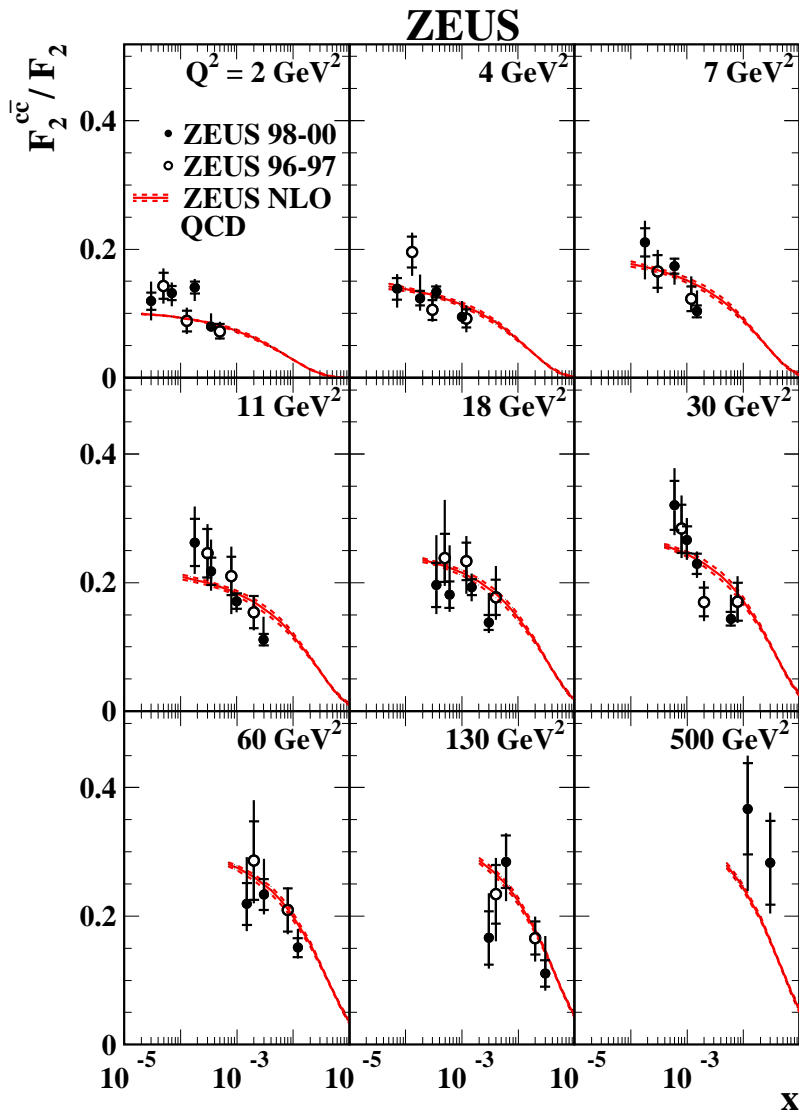 ZEUS
F₂^cc̄ / F₂
Q² = 2 GeV²
4 GeV²
7 GeV²
ZEUS 98-00
ZEUS 96-97
ZEUS NLO
QCD
0.4
0.2
0
11 GeV²
18 GeV²
30 GeV²
0.4
0.2
0
60 GeV²
130 GeV²
500 GeV²
0.4
0.2
0
10⁻⁵ 10⁻³ 10⁻⁵ 10⁻³ 10⁻⁵ 10⁻³ 10
x